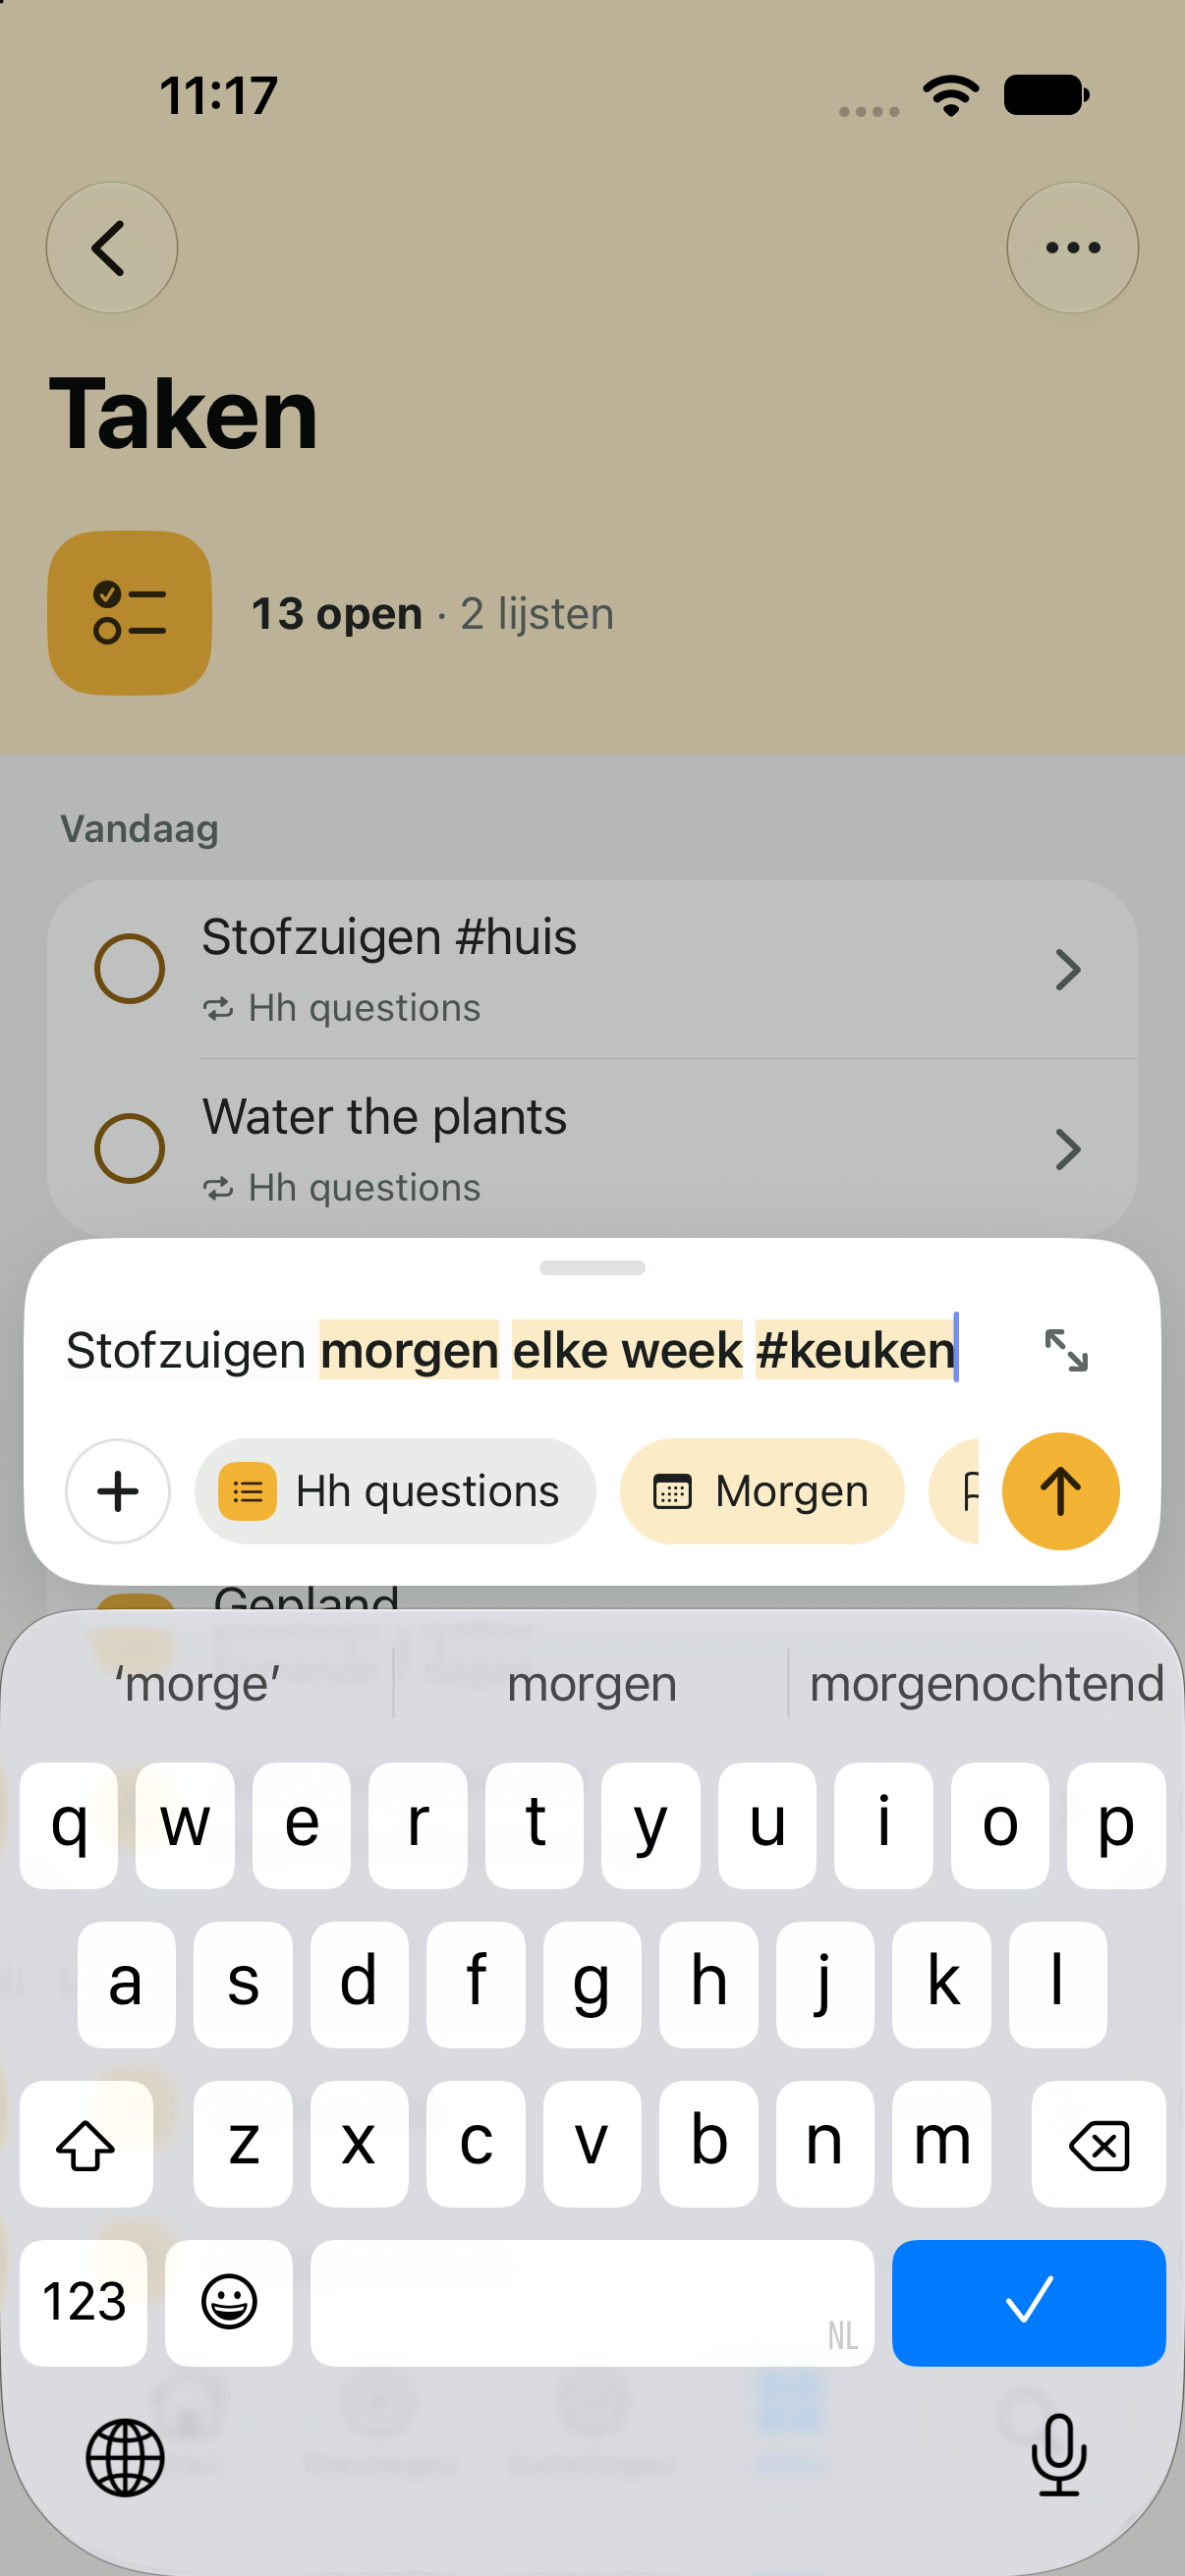 11:17
Taken
13 open · 2 lijsten
Vandaag
Stofzuigen #huis
Hh questions
Water the plants
Hh questions
Stofzuigen morgen elke week #keuken
Hh questions
Morgen
Gepland
‘morge’ morgen morgenochtend
q w e r t y u i o p
a s d f g h j k l
z x c v b n m
123
NL